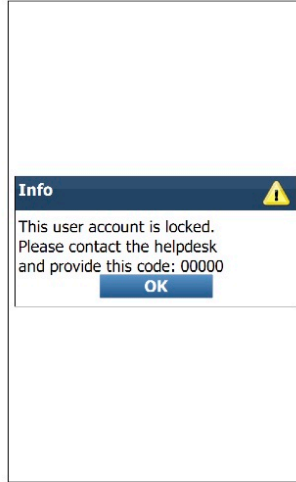 Info
This user account is locked.
Please contact the helpdesk
and provide this code: 00000
OK